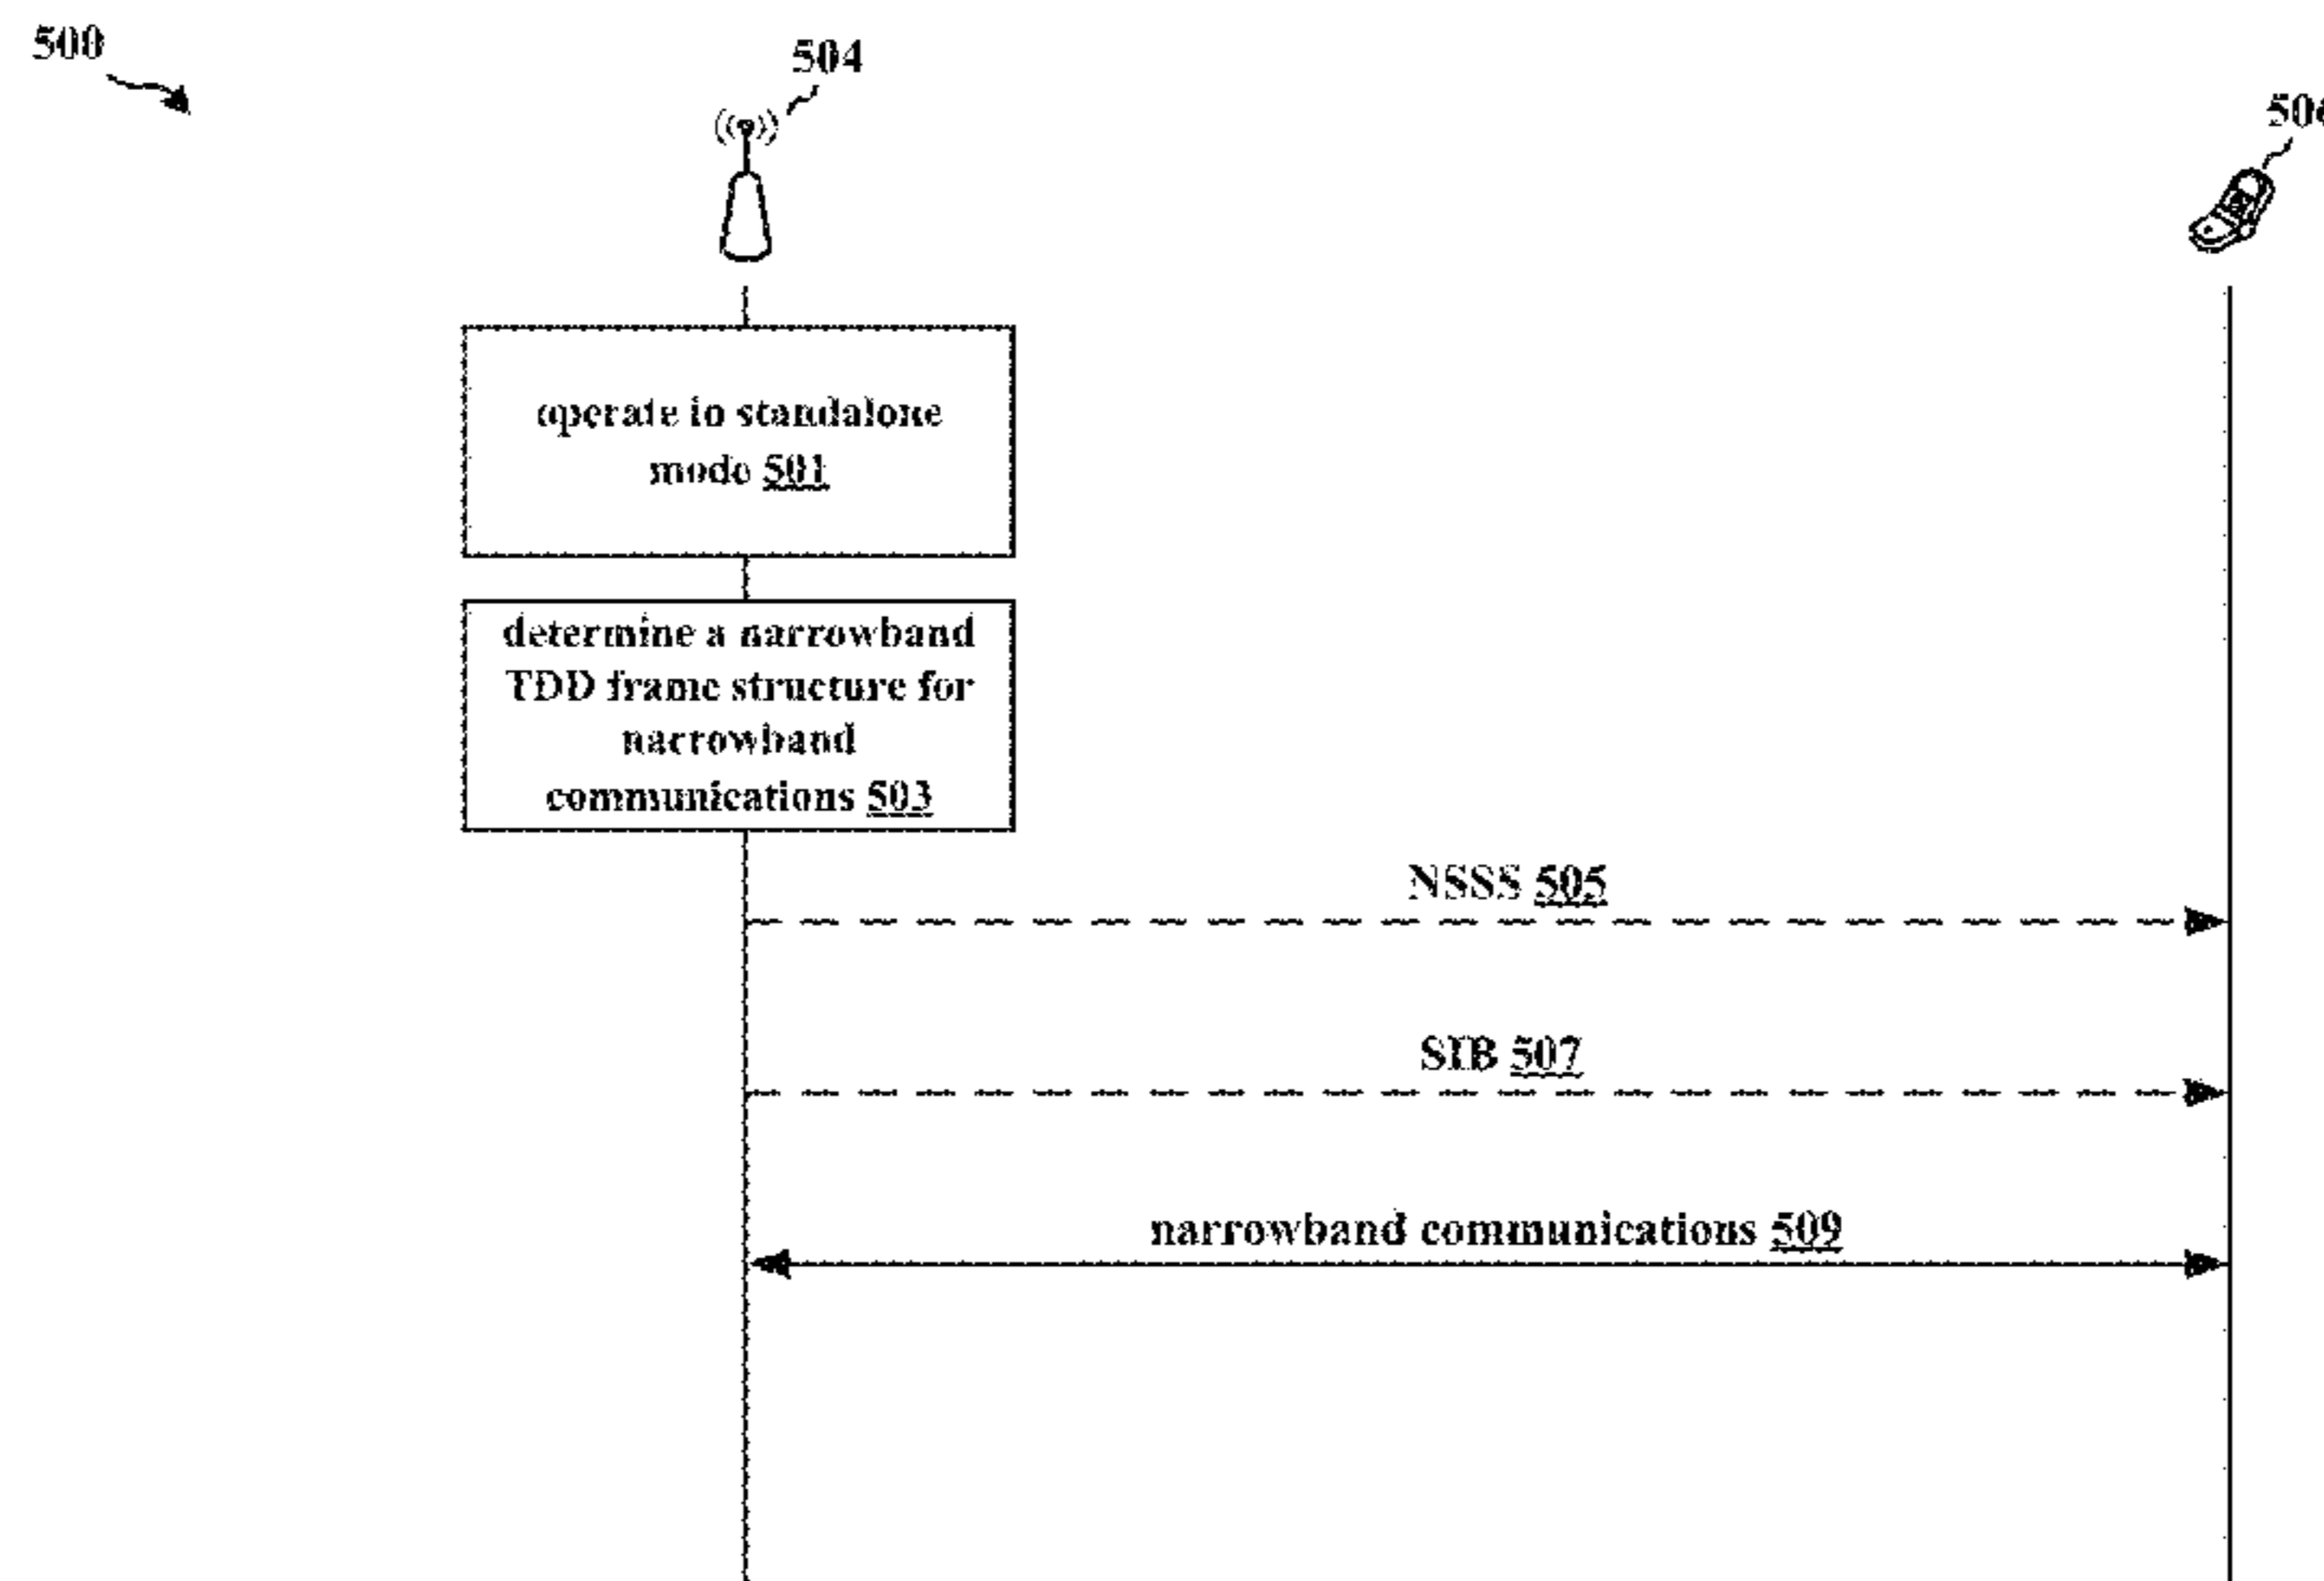 500
504
506
operate in standalone
mode 501
determine a narrowband
TDD frame structure for
narrowband
communications 503
NSSS 505
SIB 507
narrowband communications 509